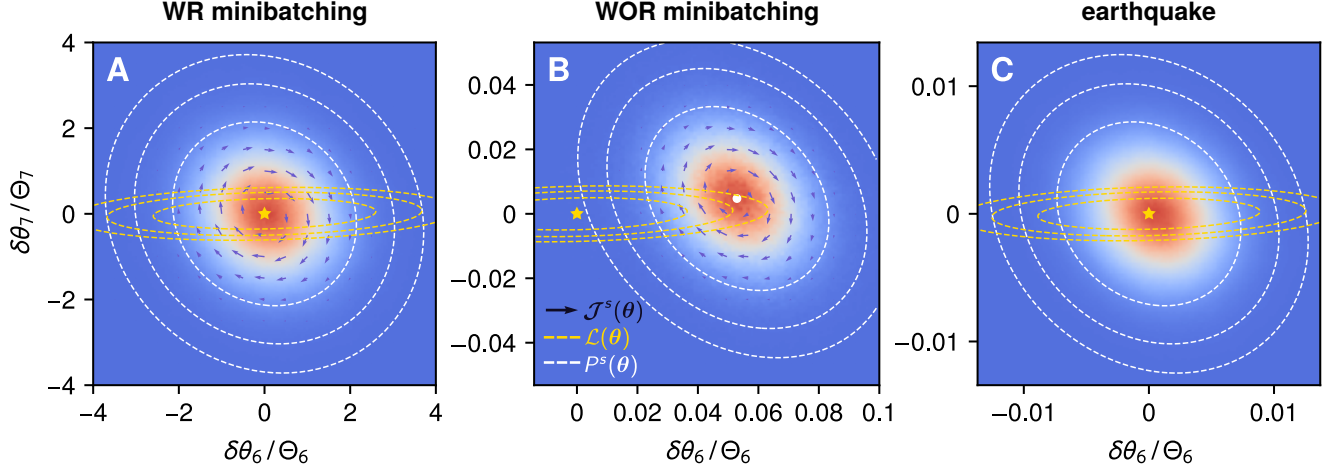 WR minibatching
WOR minibatching
earthquake
A
B
C
4
2
0
−2
−4
0.04
0.02
0
−0.02
−0.04
0.01
0
−0.01
δθ₇/Θ₇
𝒥ˢ(θ)
ℒ(θ)
Pˢ(θ)
−4 −2 0 2 4
0 0.02 0.04 0.06 0.08 0.1
−0.01 0 0.01
δθ₆/Θ₆
δθ₆/Θ₆
δθ₆/Θ₆